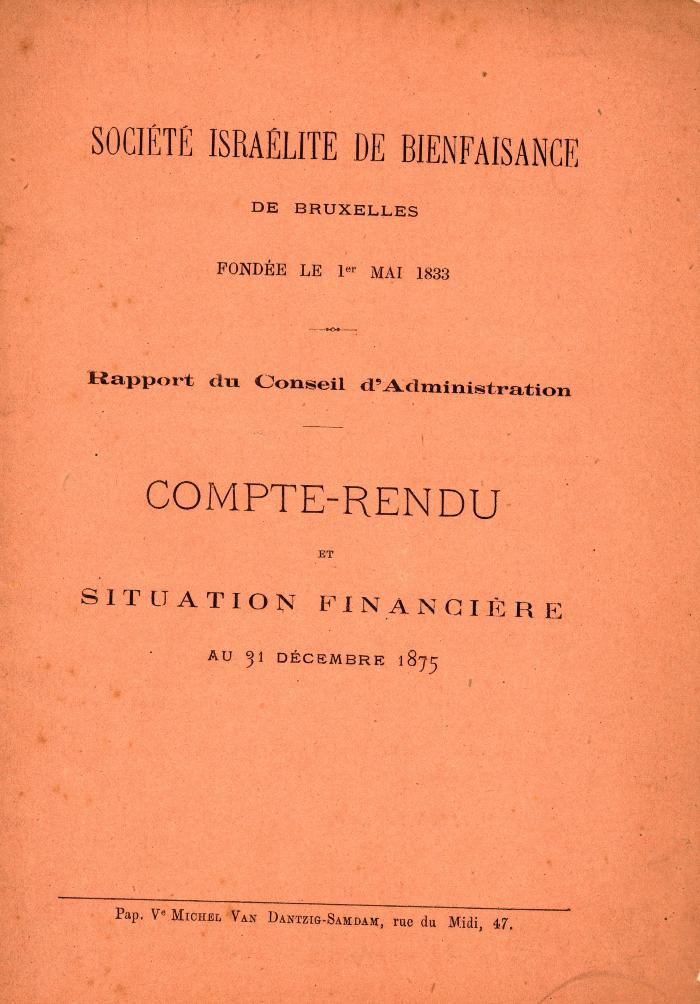 SOCIÉTÉ ISRAÉLITE DE BIENFAISANCE
DE BRUXELLES
FONDÉE LE 1er MAI 1833
Rapport du Conseil d'Administration
COMPTE-RENDU
ET
SITUATION FINANCIÈRE
AU 31 DÉCEMBRE 1875
Pap. Ve MICHEL VAN DANTZIG-SAMDAM, rue du Midi, 47.